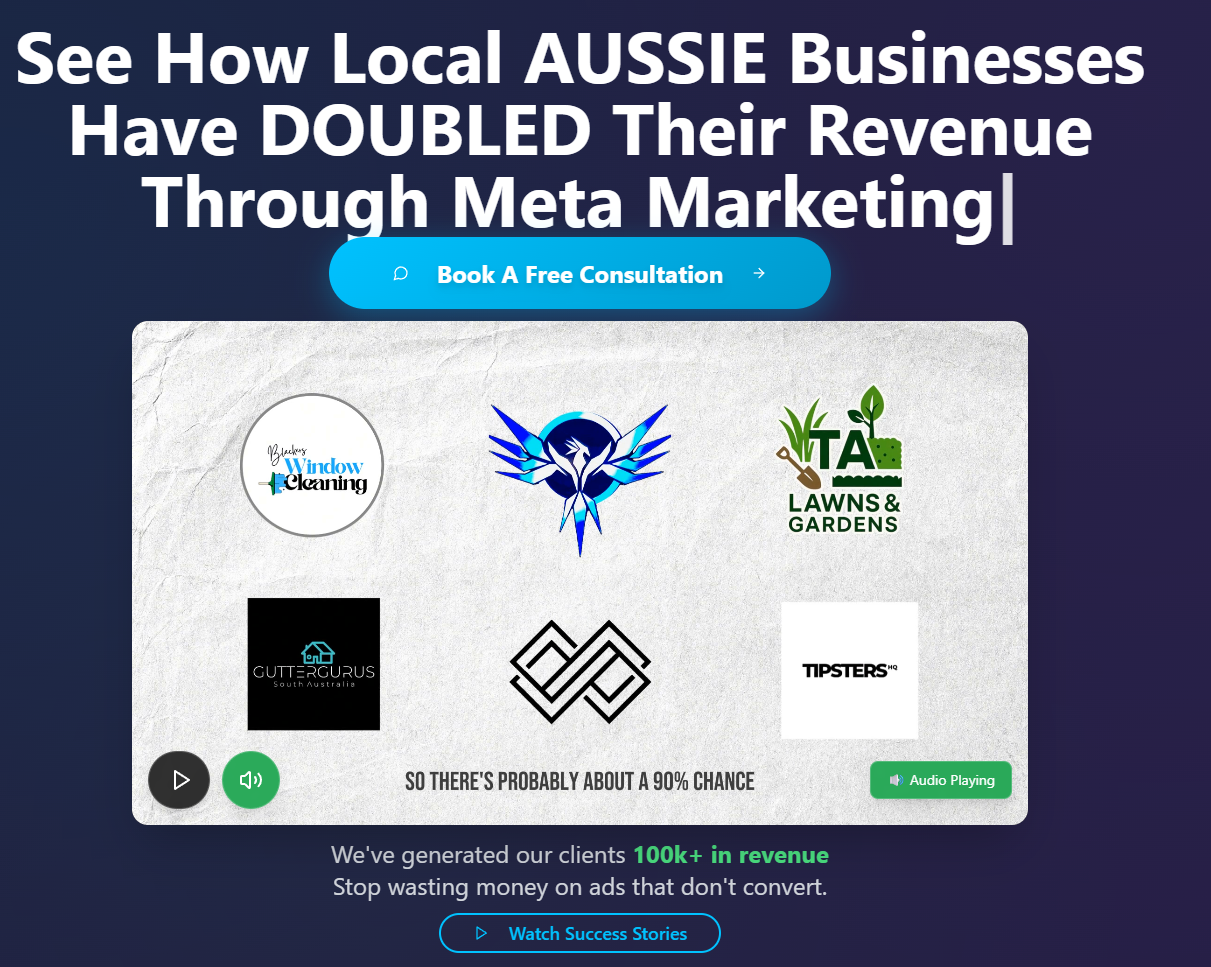 See How Local AUSSIE Businesses
Have DOUBLED Their Revenue
Through Meta Marketing|
Book A Free Consultation
Blackus
Window
Cleaning
TA
LAWNS &
GARDENS
GUTTERGURUS
South Australia
TIPSTERS HQ
SO THERE'S PROBABLY ABOUT A 90% CHANCE
Audio Playing
We've generated our clients 100k+ in revenue
Stop wasting money on ads that don't convert.
Watch Success Stories